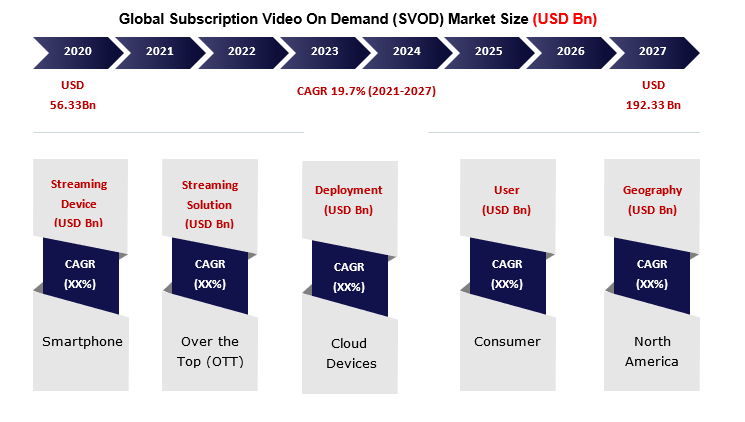 Global Subscription Video On Demand (SVOD) Market Size (USD Bn)
2020 2021 2022 2023 2024 2025 2026 2027
USD
56.33Bn
CAGR 19.7% (2021-2027)
USD
192.33 Bn
Streaming
Device
(USD Bn)
CAGR
(XX%)
Smartphone
Streaming
Solution
(USD Bn)
CAGR
(XX%)
Over the
Top (OTT)
Deployment
(USD Bn)
CAGR
(XX%)
Cloud
Devices
User
(USD Bn)
CAGR
(XX%)
Consumer
Geography
(USD Bn)
CAGR
(XX%)
North
America